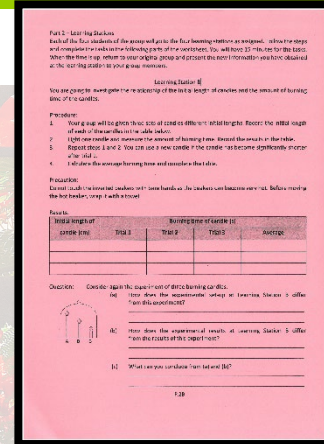 Part 2 – Learning Stations
Each of the four students of the group will go to the four learning stations as assigned. Follow the steps
and complete the tasks in the following parts of the worksheet. You will have 15 minutes for the tasks.
When the time is up, return to your original group and present the new information you have obtained
at the learning station to your group members.
Learning Station B
You are going to investigate the relationship of the initial length of candles and the amount of burning
time of the candles.
Procedure:
1. Your group will be given three sets of candles different initial lengths. Record the initial length
of each of the candles in the table below.
2. Light one candle and measure the amount of burning time. Record the results in the table.
3. Repeat steps 1 and 2. You can use a new candle if the candle has become significantly shorter
after trial 1.
4. Calculate the average burning time and complete the table.
Precaution:
Do not touch the inverted beakers with bare hands as the beakers can become very hot. Before moving
the hot beaker, wrap it with a towel.
Results:
Initial length of Burning time of candle (s)
candle (cm) Trial 1 Trial 2 Trial 3 Average
Question: Consider again the experiment of three burning candles.
(a) How does the experimental set-up at Learning Station B differ
from this experiment?
(b) How does the experimental results at Learning Station B differ
from the results of this experiment?
(c) What can you conclude from (a) and (b)?